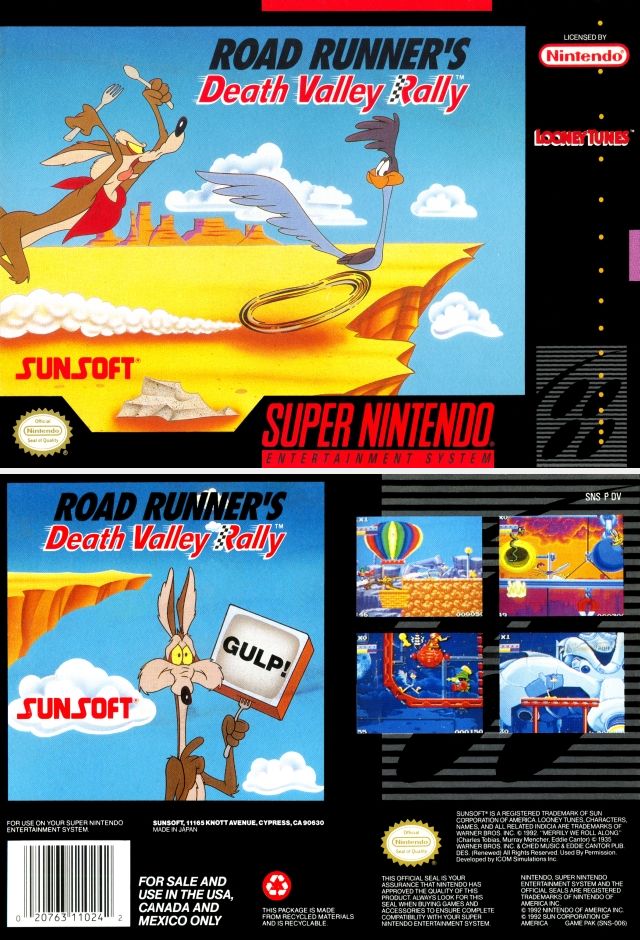 ROAD RUNNER'S
Death Valley Rally™
LICENSED BY
Nintendo®
LOONEY TUNES
SUNSOFT®
Official
Nintendo
Seal of Quality
SUPER NINTENDO
ENTERTAINMENT SYSTEM
ROAD RUNNER'S
Death Valley Rally™
SNS P DV
GULP!
SUNSOFT®
FOR USE ON YOUR SUPER NINTENDO
ENTERTAINMENT SYSTEM.
SUNSOFT, 11165 KNOTT AVENUE, CYPRESS, CA 90630
MADE IN JAPAN
0 20763 11024 2
FOR SALE AND
USE IN THE USA,
CANADA AND
MEXICO ONLY
THIS PACKAGE IS MADE
FROM RECYCLED MATERIALS
AND IS RECYCLABLE.
Official
Nintendo
Seal of Quality
SUNSOFT® IS A REGISTERED TRADEMARK OF SUN
CORPORATION OF AMERICA. LOONEY TUNES, CHARACTERS,
NAMES, AND ALL RELATED INDICIA ARE TRADEMARKS OF
WARNER BROS. INC. © 1992. "MERRILY WE ROLL ALONG"
(Charles Tobias, Murray Mencher, Eddie Cantor) © 1935
WARNER BROS. INC. & CHED MUSIC & EDDIE CANTOR PUB.
DES. (Renewed) All Rights Reserved. Used By Permission.
Developed by ICOM Simulations Inc.
THIS OFFICIAL SEAL IS YOUR
ASSURANCE THAT NINTENDO HAS
APPROVED THE QUALITY OF THIS
PRODUCT. ALWAYS LOOK FOR THIS
SEAL WHEN BUYING GAMES AND
ACCESSORIES TO ENSURE COMPLETE
COMPATIBILITY WITH YOUR SUPER
NINTENDO ENTERTAINMENT SYSTEM.
NINTENDO, SUPER NINTENDO
ENTERTAINMENT SYSTEM AND THE
OFFICIAL SEALS ARE REGISTERED
TRADEMARKS OF NINTENDO OF
AMERICA INC.
© 1992 NINTENDO OF AMERICA INC.
© 1992 SUN CORPORATION OF
AMERICA GAME PAK (SNS-006)